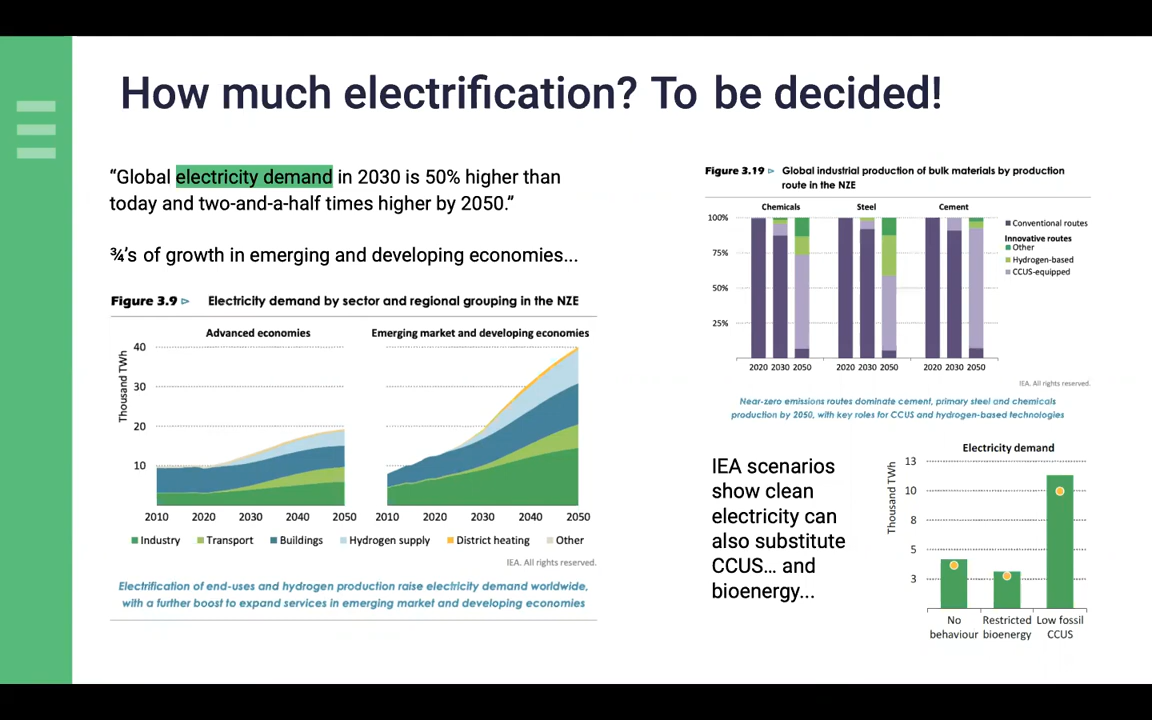 How much electrification? To be decided!
“Global electricity demand in 2030 is 50% higher than
today and two-and-a-half times higher by 2050.”
¾’s of growth in emerging and developing economies...
Figure 3.9 ▷ Electricity demand by sector and regional grouping in the NZE
Advanced economies
Emerging market and developing economies
Thousand TWh
40
30
20
10
2010 2020 2030 2040 2050
2010 2020 2030 2040 2050
Industry Transport Buildings Hydrogen supply District heating Other
IEA. All rights reserved.
Electrification of end-uses and hydrogen production raise electricity demand worldwide,
with a further boost to expand services in emerging market and developing economies
Figure 3.19 ▷ Global industrial production of bulk materials by production
route in the NZE
Chemicals Steel Cement
100%
75%
50%
25%
2020 2030 2050 2020 2030 2050 2020 2030 2050
Conventional routes
Innovative routes
Other
Hydrogen-based
CCUS-equipped
IEA. All rights reserved.
Near-zero emissions routes dominate cement, primary steel and chemicals
production by 2050, with key roles for CCUS and hydrogen-based technologies
IEA scenarios
show clean
electricity can
also substitute
CCUS... and
bioenergy...
Electricity demand
Thousand TWh
13
10
8
5
3
No
behaviour
Restricted
bioenergy
Low fossil
CCUS